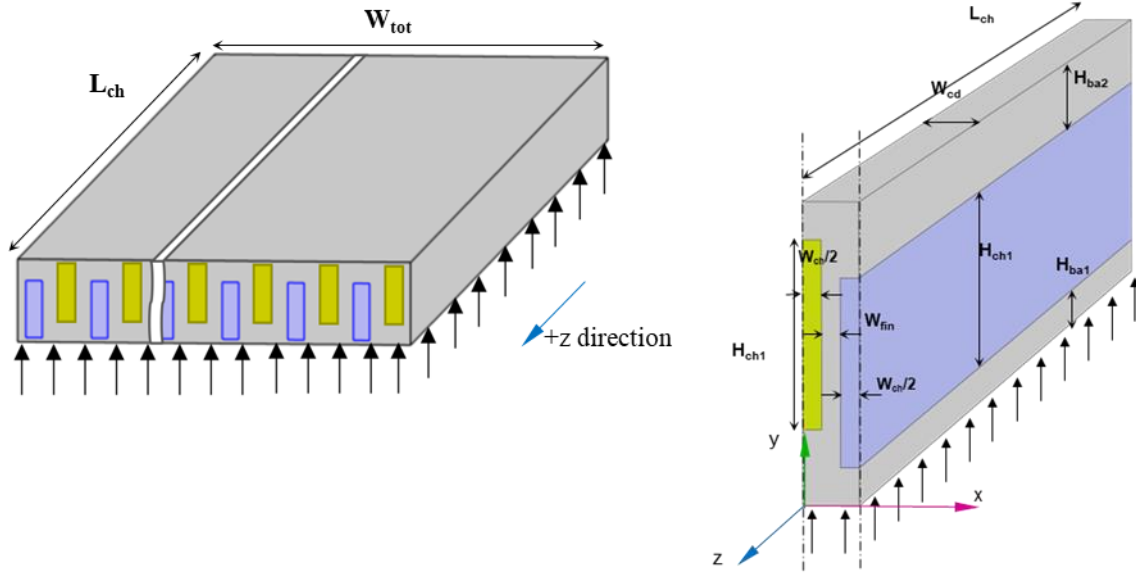 W_tot
L_ch
+z direction
L_ch
W_cd
H_ba2
W_ch/2
H_ch1
H_ba1
W_fin
H_ch1
W_ch/2
y
x
z